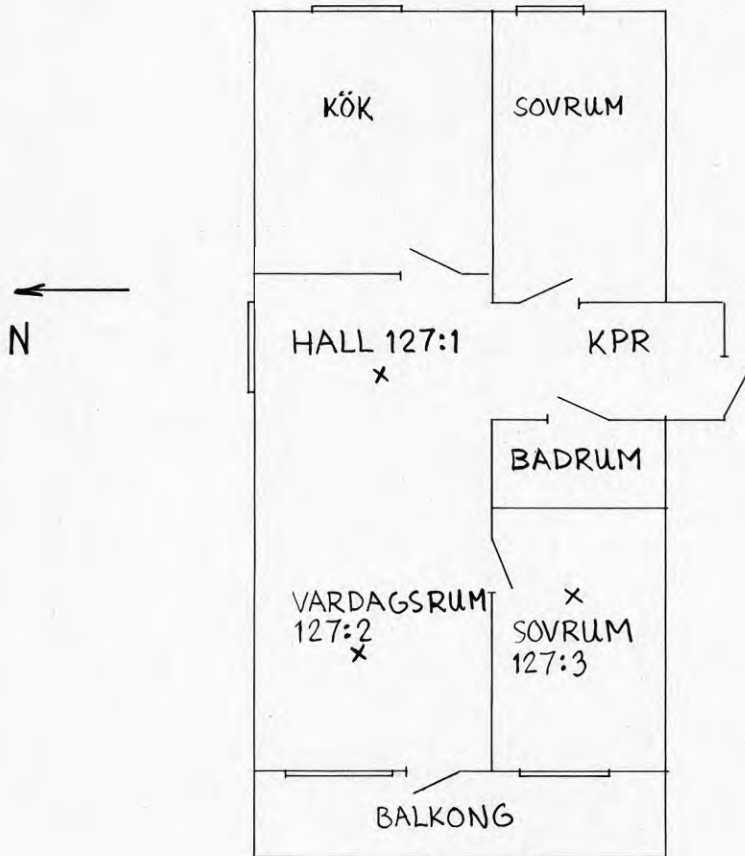 KÖK
SOVRUM
N
HALL 127:1
KPR
BADRUM
VARDAGSRUM
127:2
SOVRUM
127:3
BALKONG